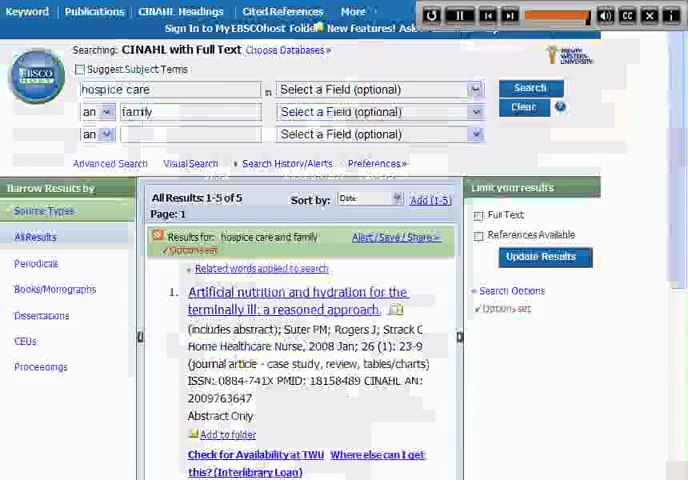 Keyword Publications CINAHL Headings Cited References More
Sign In to MyEBSCOhost Folder New Features!
Searching: CINAHL with Full Text Choose Databases »
Suggest Subject Terms
EBSCO
HOST
TRINITY
WESTERN
UNIVERSITY
hospice care in Select a Field (optional) Search
an family Select a Field (optional) Clear
an Select a Field (optional)
Advanced Search Visual Search Search History/Alerts Preferences »
Narrow Results by
Source Types
All Results
Periodicals
Books/Monographs
Dissertations
CEUs
Proceedings
All Results: 1-5 of 5 Sort by: Date Add (1-5)
Page: 1
Results for: hospice care and family Alert / Save / Share »
✓ Options set
Related words applied to search
1. Artificial nutrition and hydration for the
terminally ill: a reasoned approach.
(includes abstract); Suter PM; Rogers J; Strack C
Home Healthcare Nurse, 2008 Jan; 26 (1): 23-9
(journal article - case study, review, tables/charts)
ISSN: 0884-741X PMID: 18158489 CINAHL AN:
2009763647
Abstract Only
Add to folder
Check for Availability at TWU Where else can I get
this? (Interlibrary Loan)
Limit your results
Full Text
References Available
Update Results
« Search Options
✓ Options set
CC